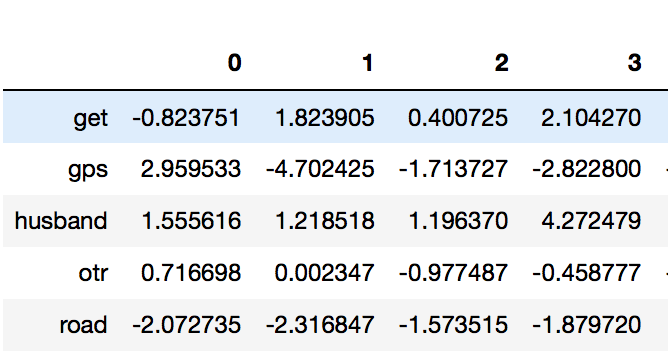 0 1 2 3
get -0.823751 1.823905 0.400725 2.104270
gps 2.959533 -4.702425 -1.713727 -2.822800
husband 1.555616 1.218518 1.196370 4.272479
otr 0.716698 0.002347 -0.977487 -0.458777
road -2.072735 -2.316847 -1.573515 -1.879720